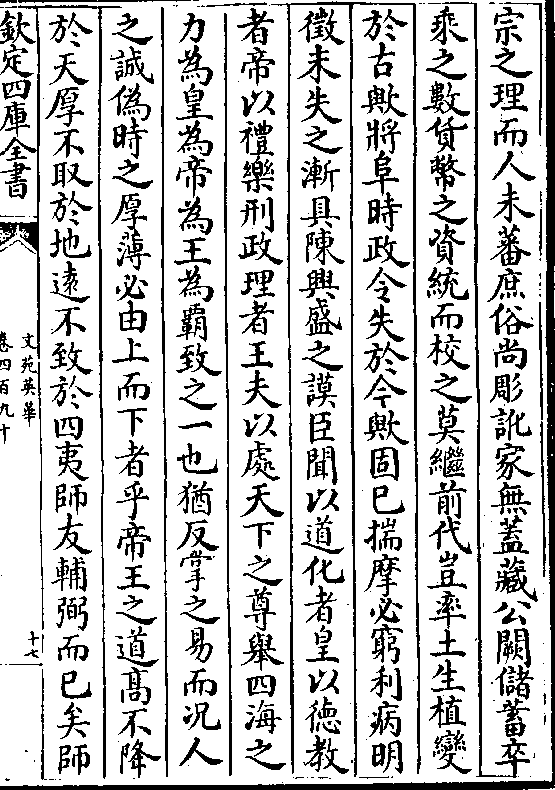 宗之理而人未蕃庶俗尚彫訛家無蓋藏公闕儲蓄卒
乘之數貨幣之資統而校之莫繼前代豈率土生植變
於古歟將阜時政令失於今歟固已揣摩必窮利病明
徵未失之漸具陳興盛之謨臣聞以道化者皇以徳教
者帝以禮樂刑政理者王夫以處天下之尊舉四海之
力為皇為帝為王為覇致之一也猶反掌之易而况人
之誠偽時之厚薄必由上而下者乎帝王之道髙不降
於天厚不取於地遠不致於四夷師友輔弼而已矣師
欽定四庫全書
文苑英華
卷四百九十
十七